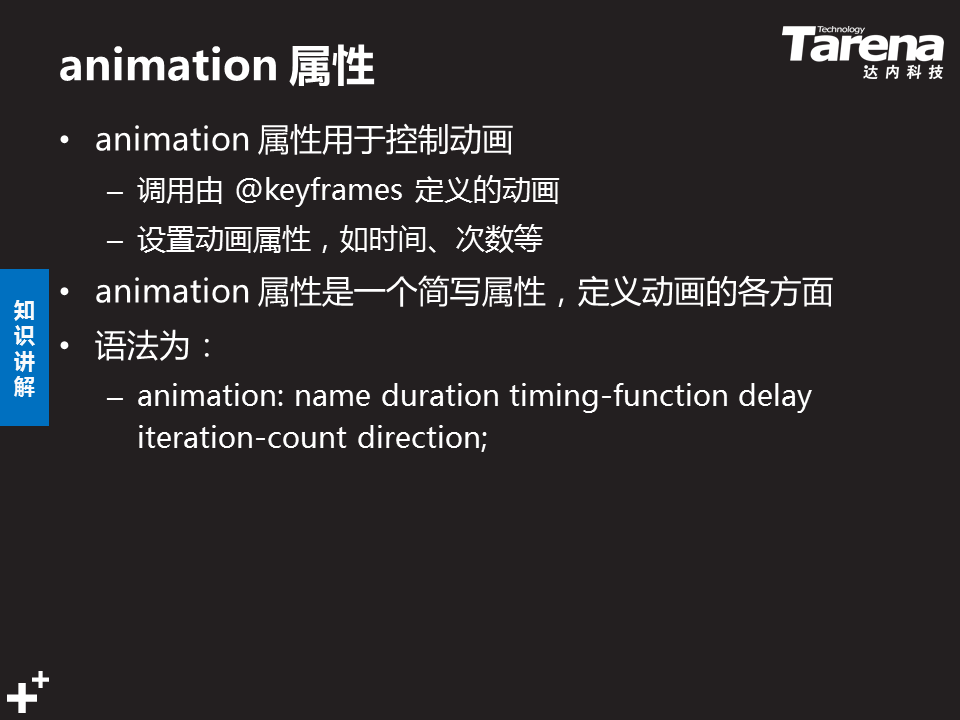 animation 属性
Technology
Tarena
达内科技
• animation 属性用于控制动画
– 调用由 @keyframes 定义的动画
– 设置动画属性，如时间、次数等
• animation 属性是一个简写属性，定义动画的各方面
• 语法为：
– animation: name duration timing-function delay
iteration-count direction;
知
识
讲
解